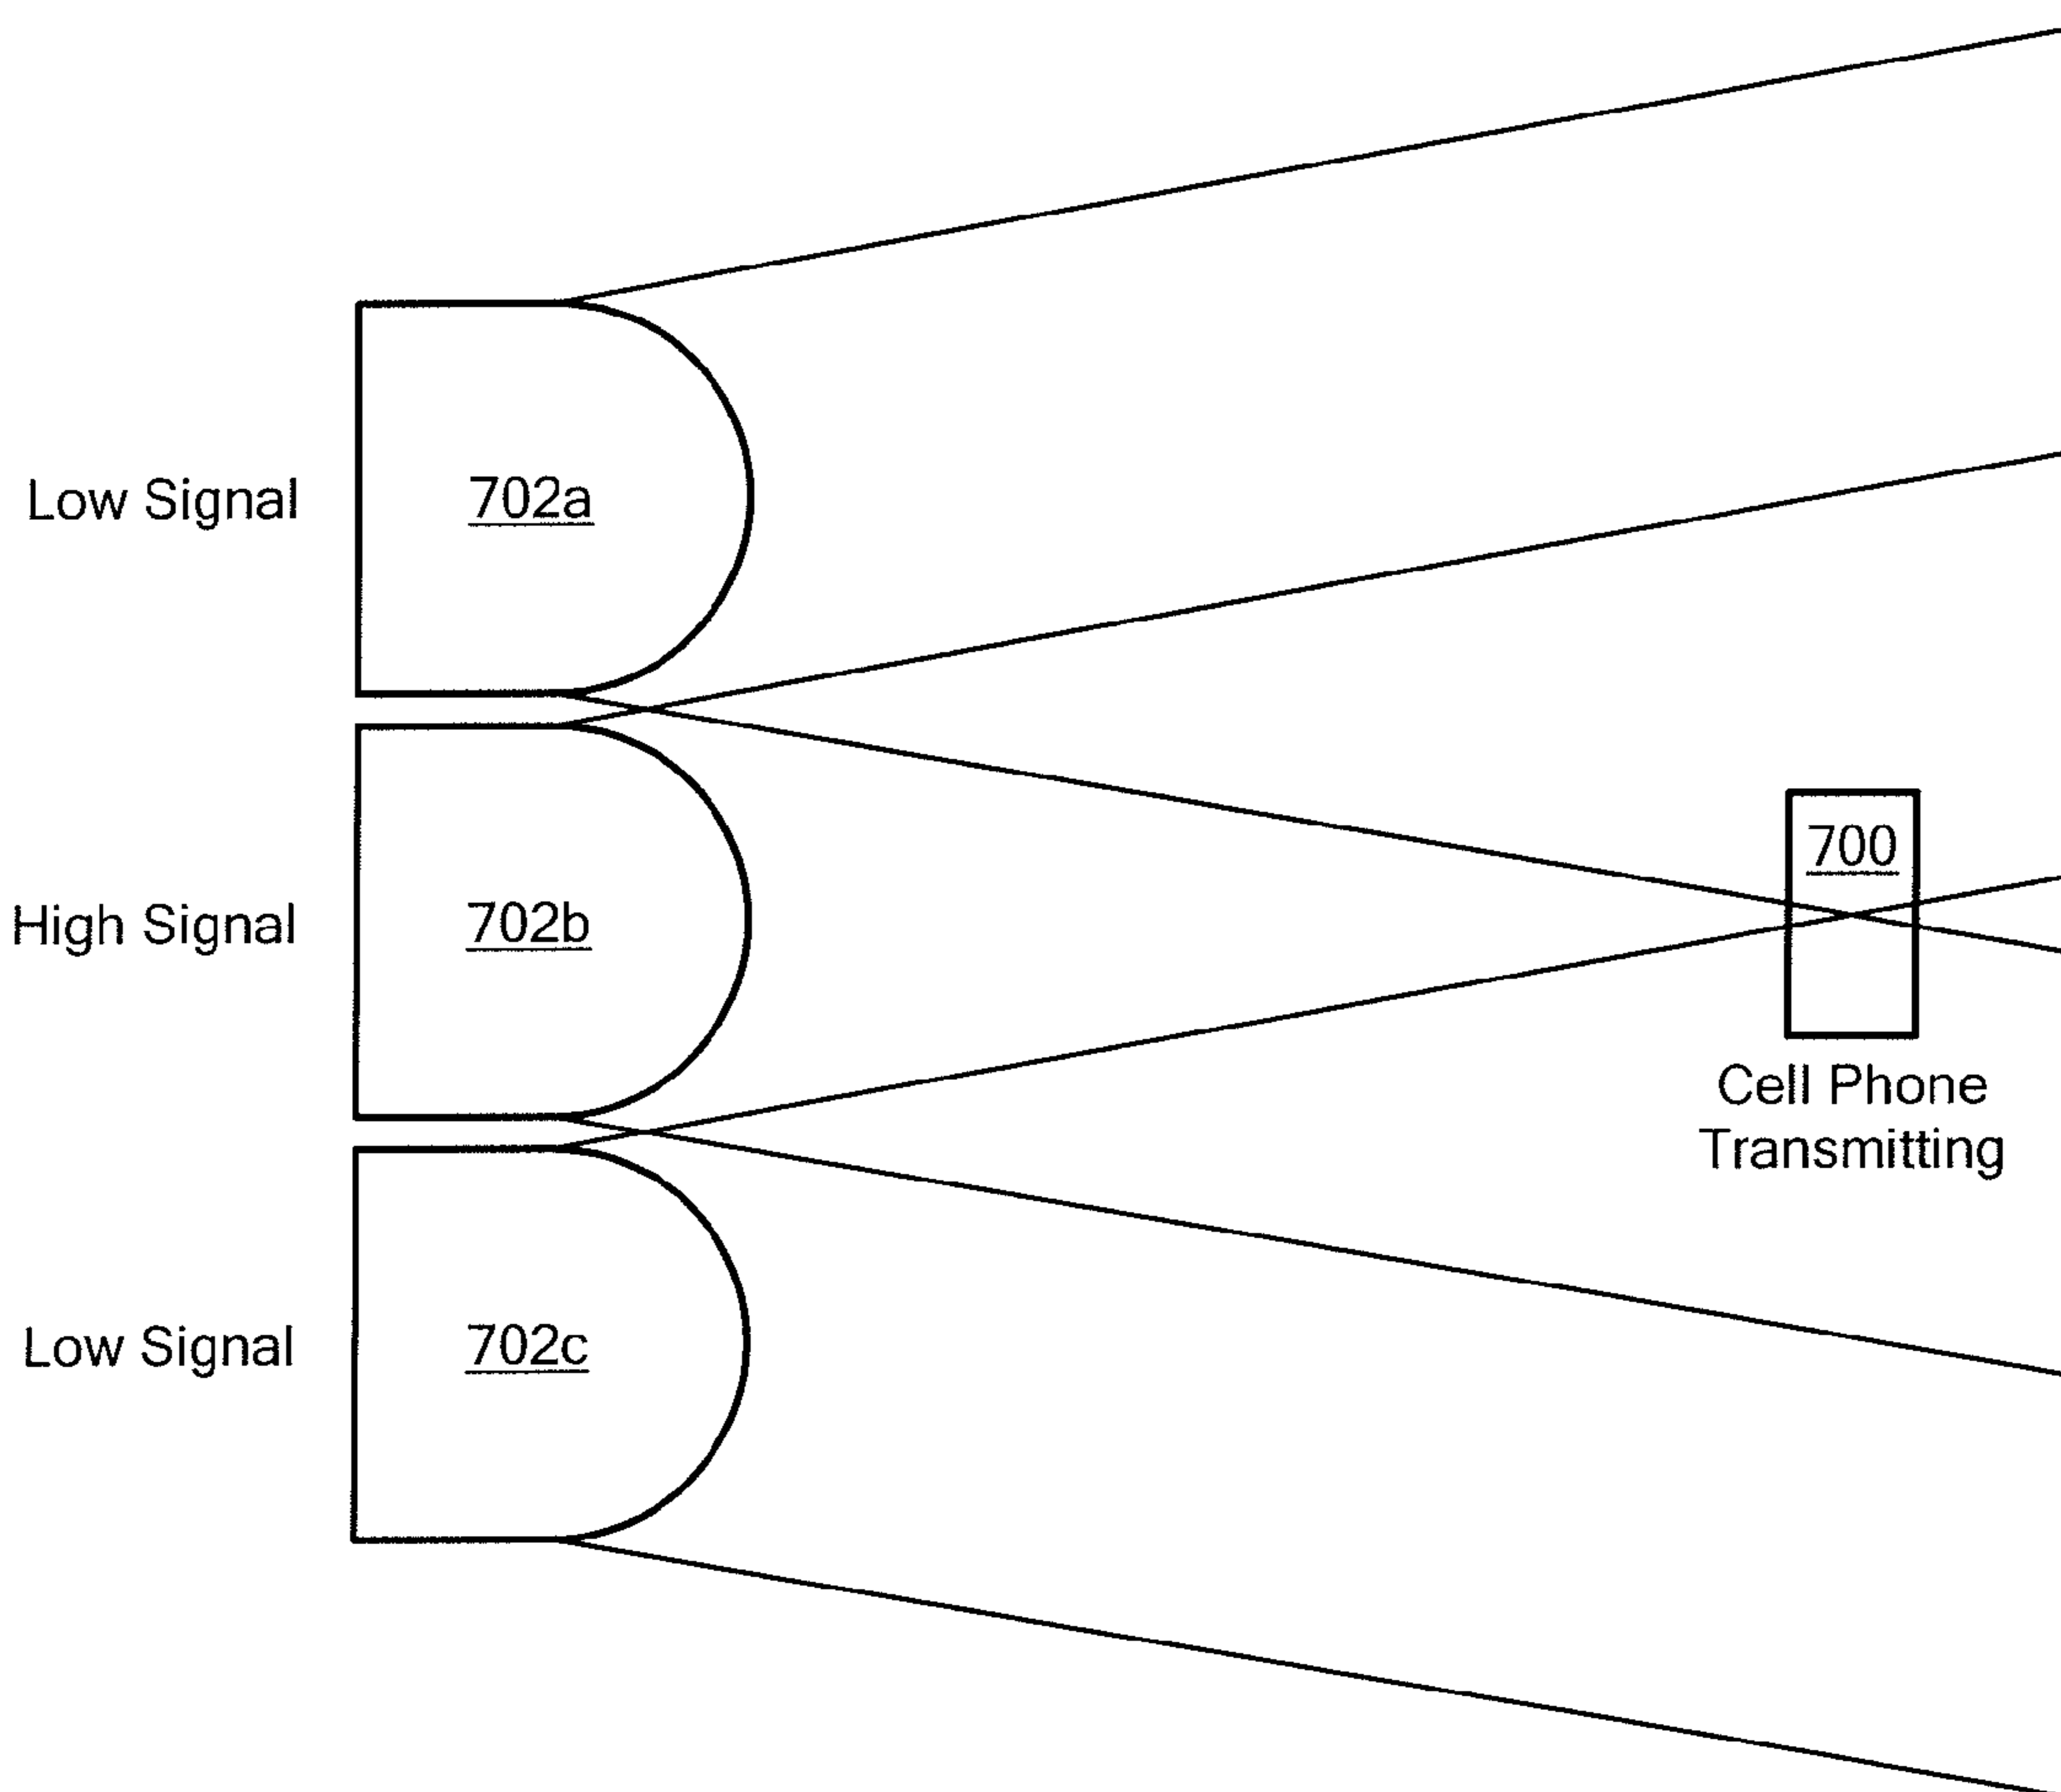 Low Signal
702a
High Signal
702b
700
Cell Phone
Transmitting
Low Signal
702c